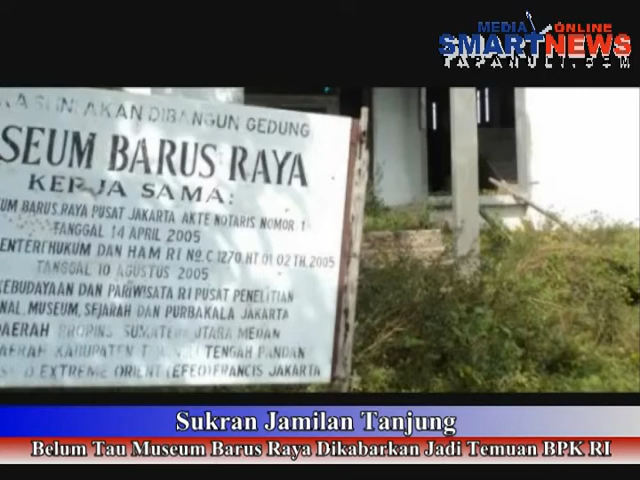 MEDIA ONLINE
SMARTNEWS
TAPANULI.COM
AKAN DIBANGUN GEDUNG
SEUM BARUS RAYA
KERJA SAMA:
UM BARUS RAYA PUSAT JAKARTA AKTE NOTARIS NOMOR 1
TANGGAL 14 APRIL 2005
ENTERI HUKUM DAN HAM RI NO. C.1270.HT.01.02 TH.2005
TANGGAL 10 AGUSTUS 2005
KEBUDAYAAN DAN PARIWISATA RI PUSAT PENELITIAN
NAL, MUSEUM, SEJARAH DAN PURBAKALA JAKARTA
DAERAH PROPINSI SUMATERA UTARA MEDAN
AERAH KABUPATEN TENGAH PANDAN
EXTREME ORIENT (EFEO) FRANCIS JAKARTA
Sukran Jamilan Tanjung
Belum Tau Museum Barus Raya Dikabarkan Jadi Temuan BPK RI